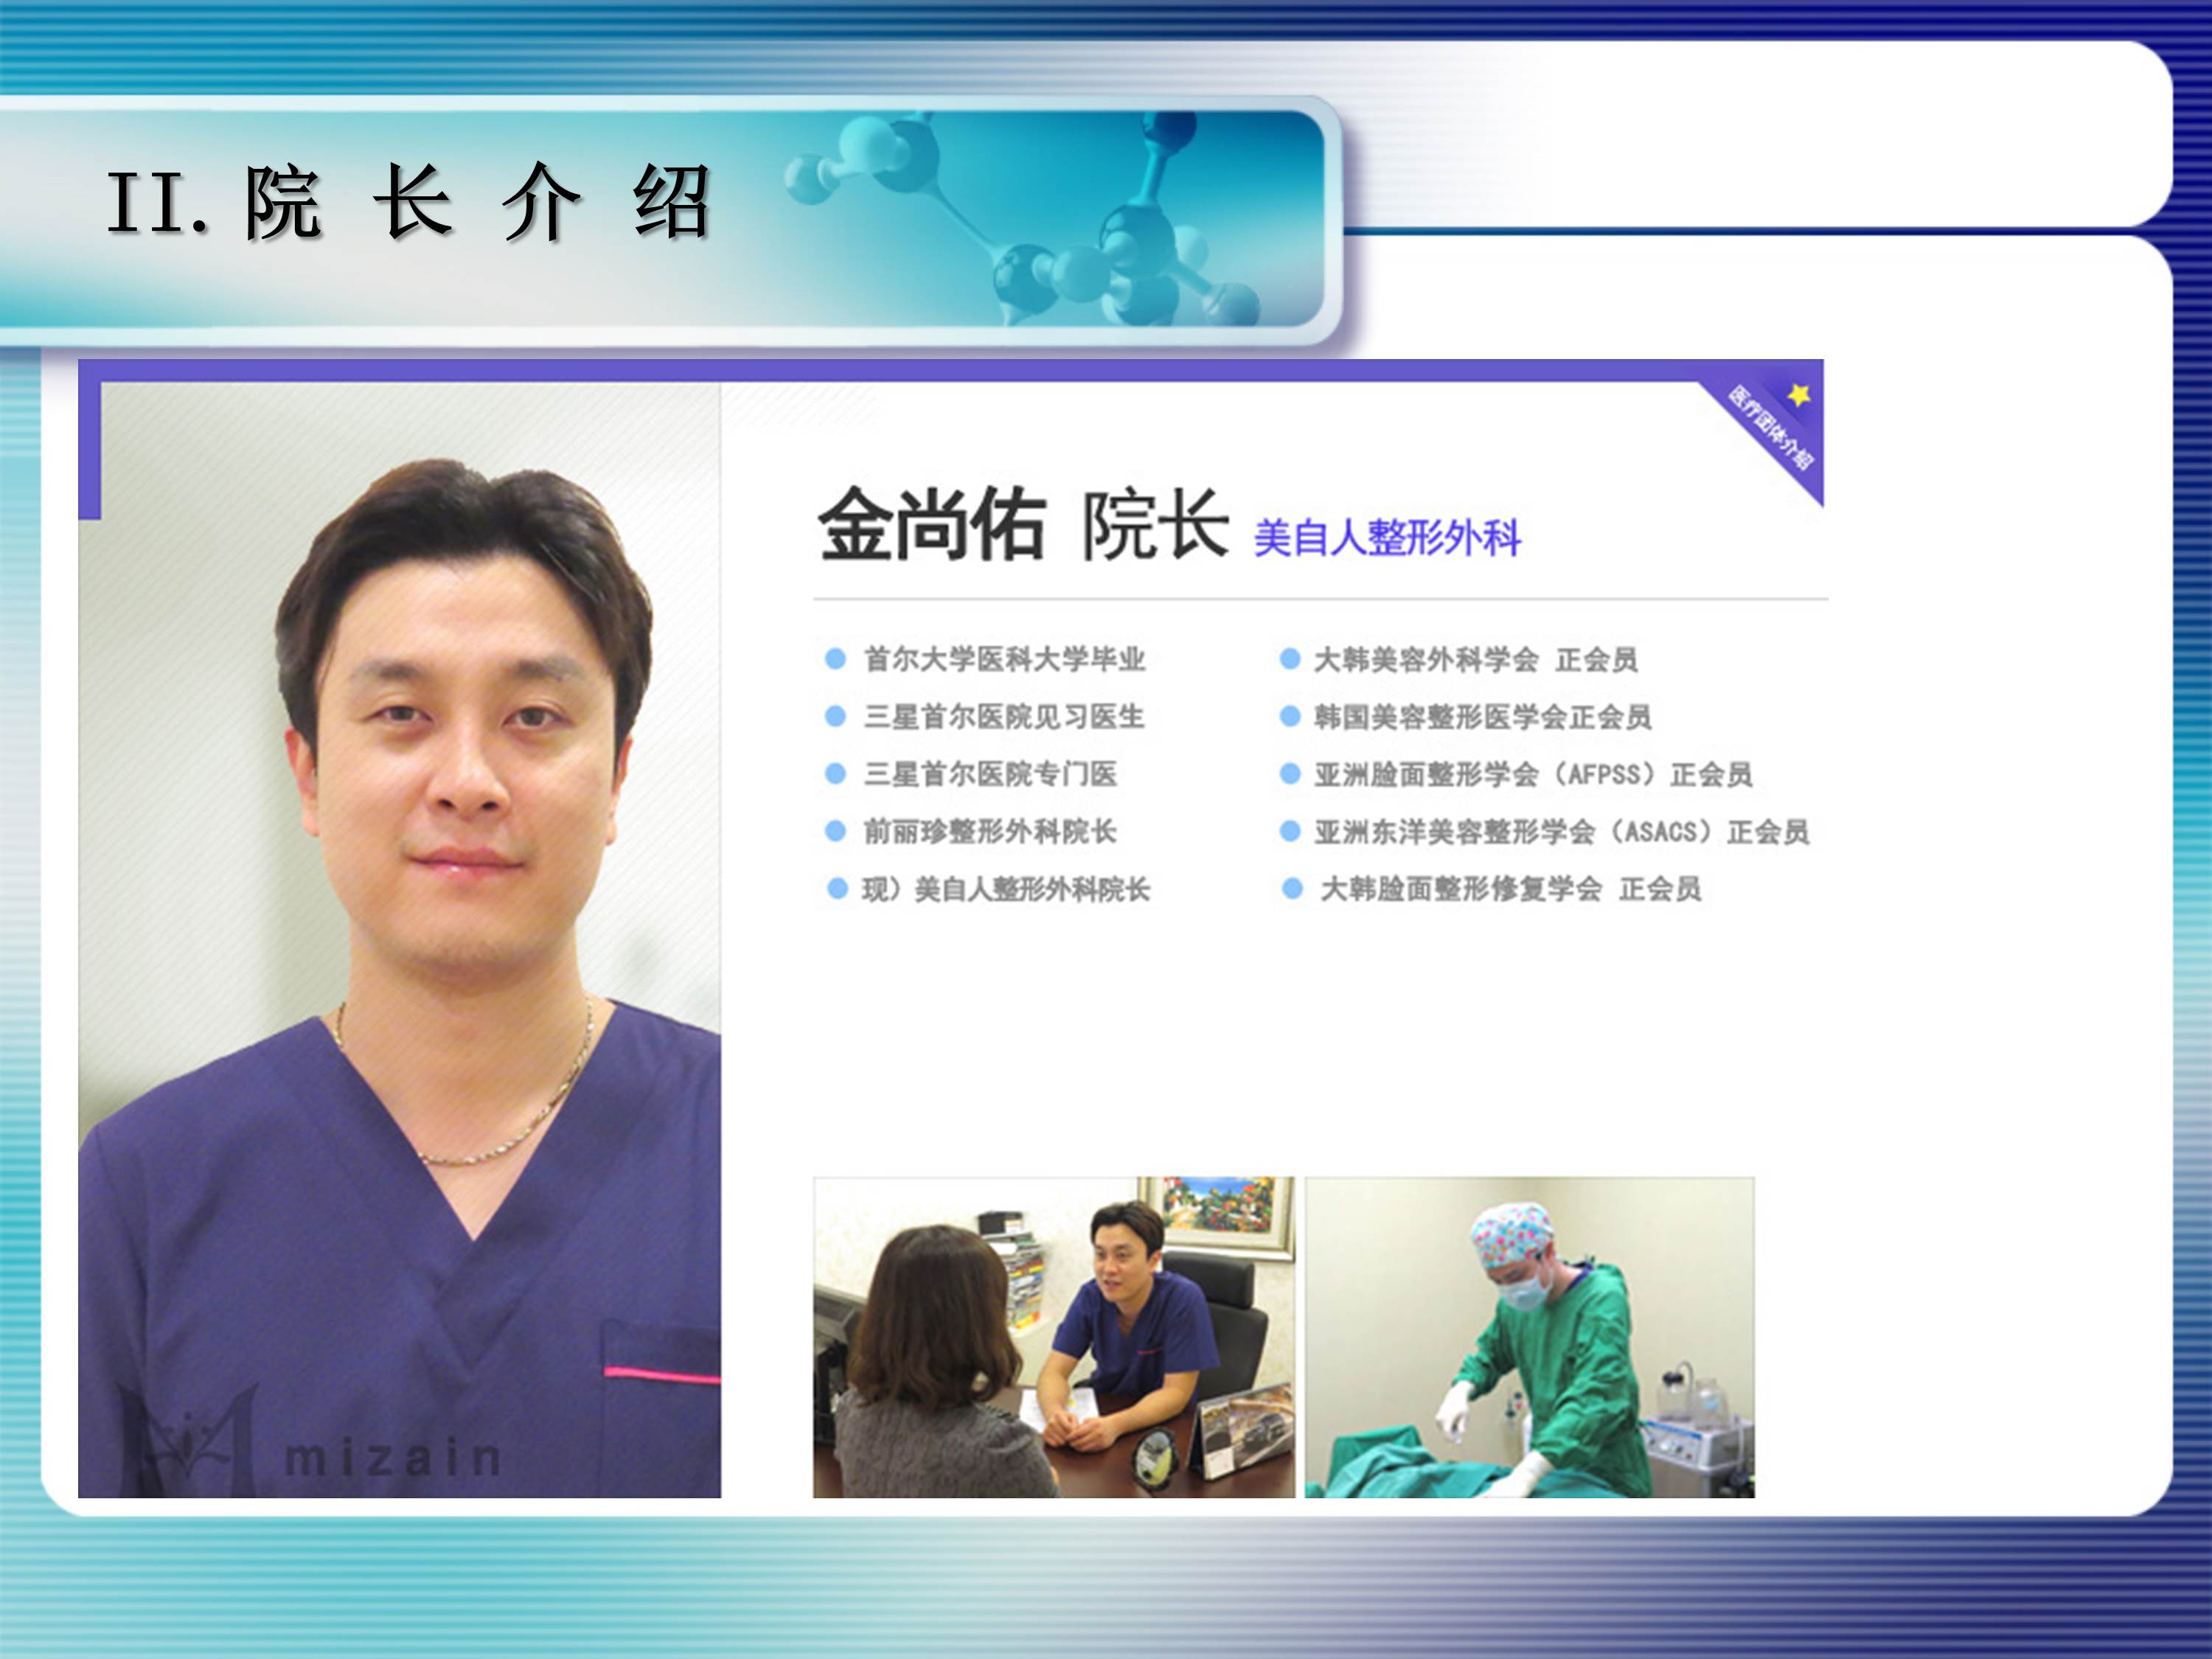 II. 院 长 介 绍
医疗团体介绍
金尚佑 院长 美自人整形外科
首尔大学医科大学毕业
三星首尔医院见习医生
三星首尔医院专门医
前丽珍整形外科院长
现）美自人整形外科院长
大韩美容外科学会 正会员
韩国美容整形医学会正会员
亚洲脸面整形学会（AFPSS）正会员
亚洲东洋美容整形学会（ASACS）正会员
大韩脸面整形修复学会 正会员
mizain